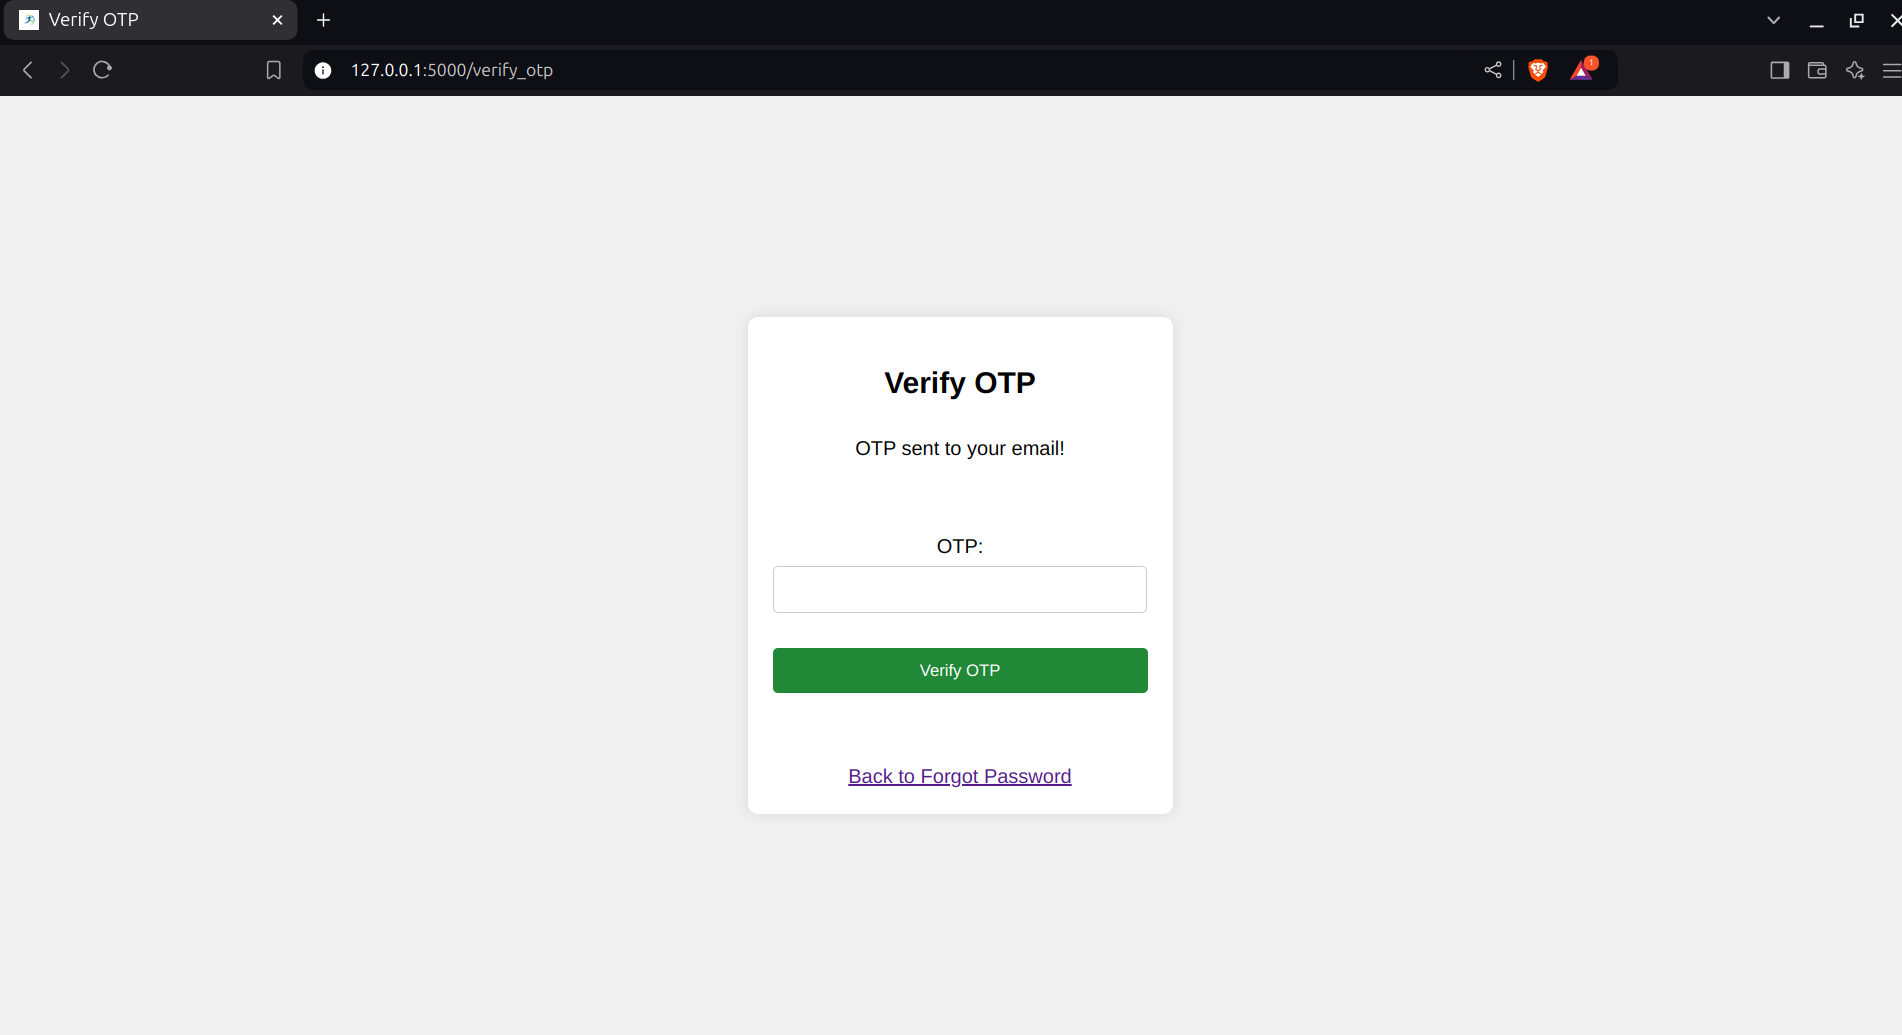 Verify OTP
127.0.0.1:5000/verify_otp
1
Verify OTP
OTP sent to your email!
OTP:
Verify OTP
Back to Forgot Password